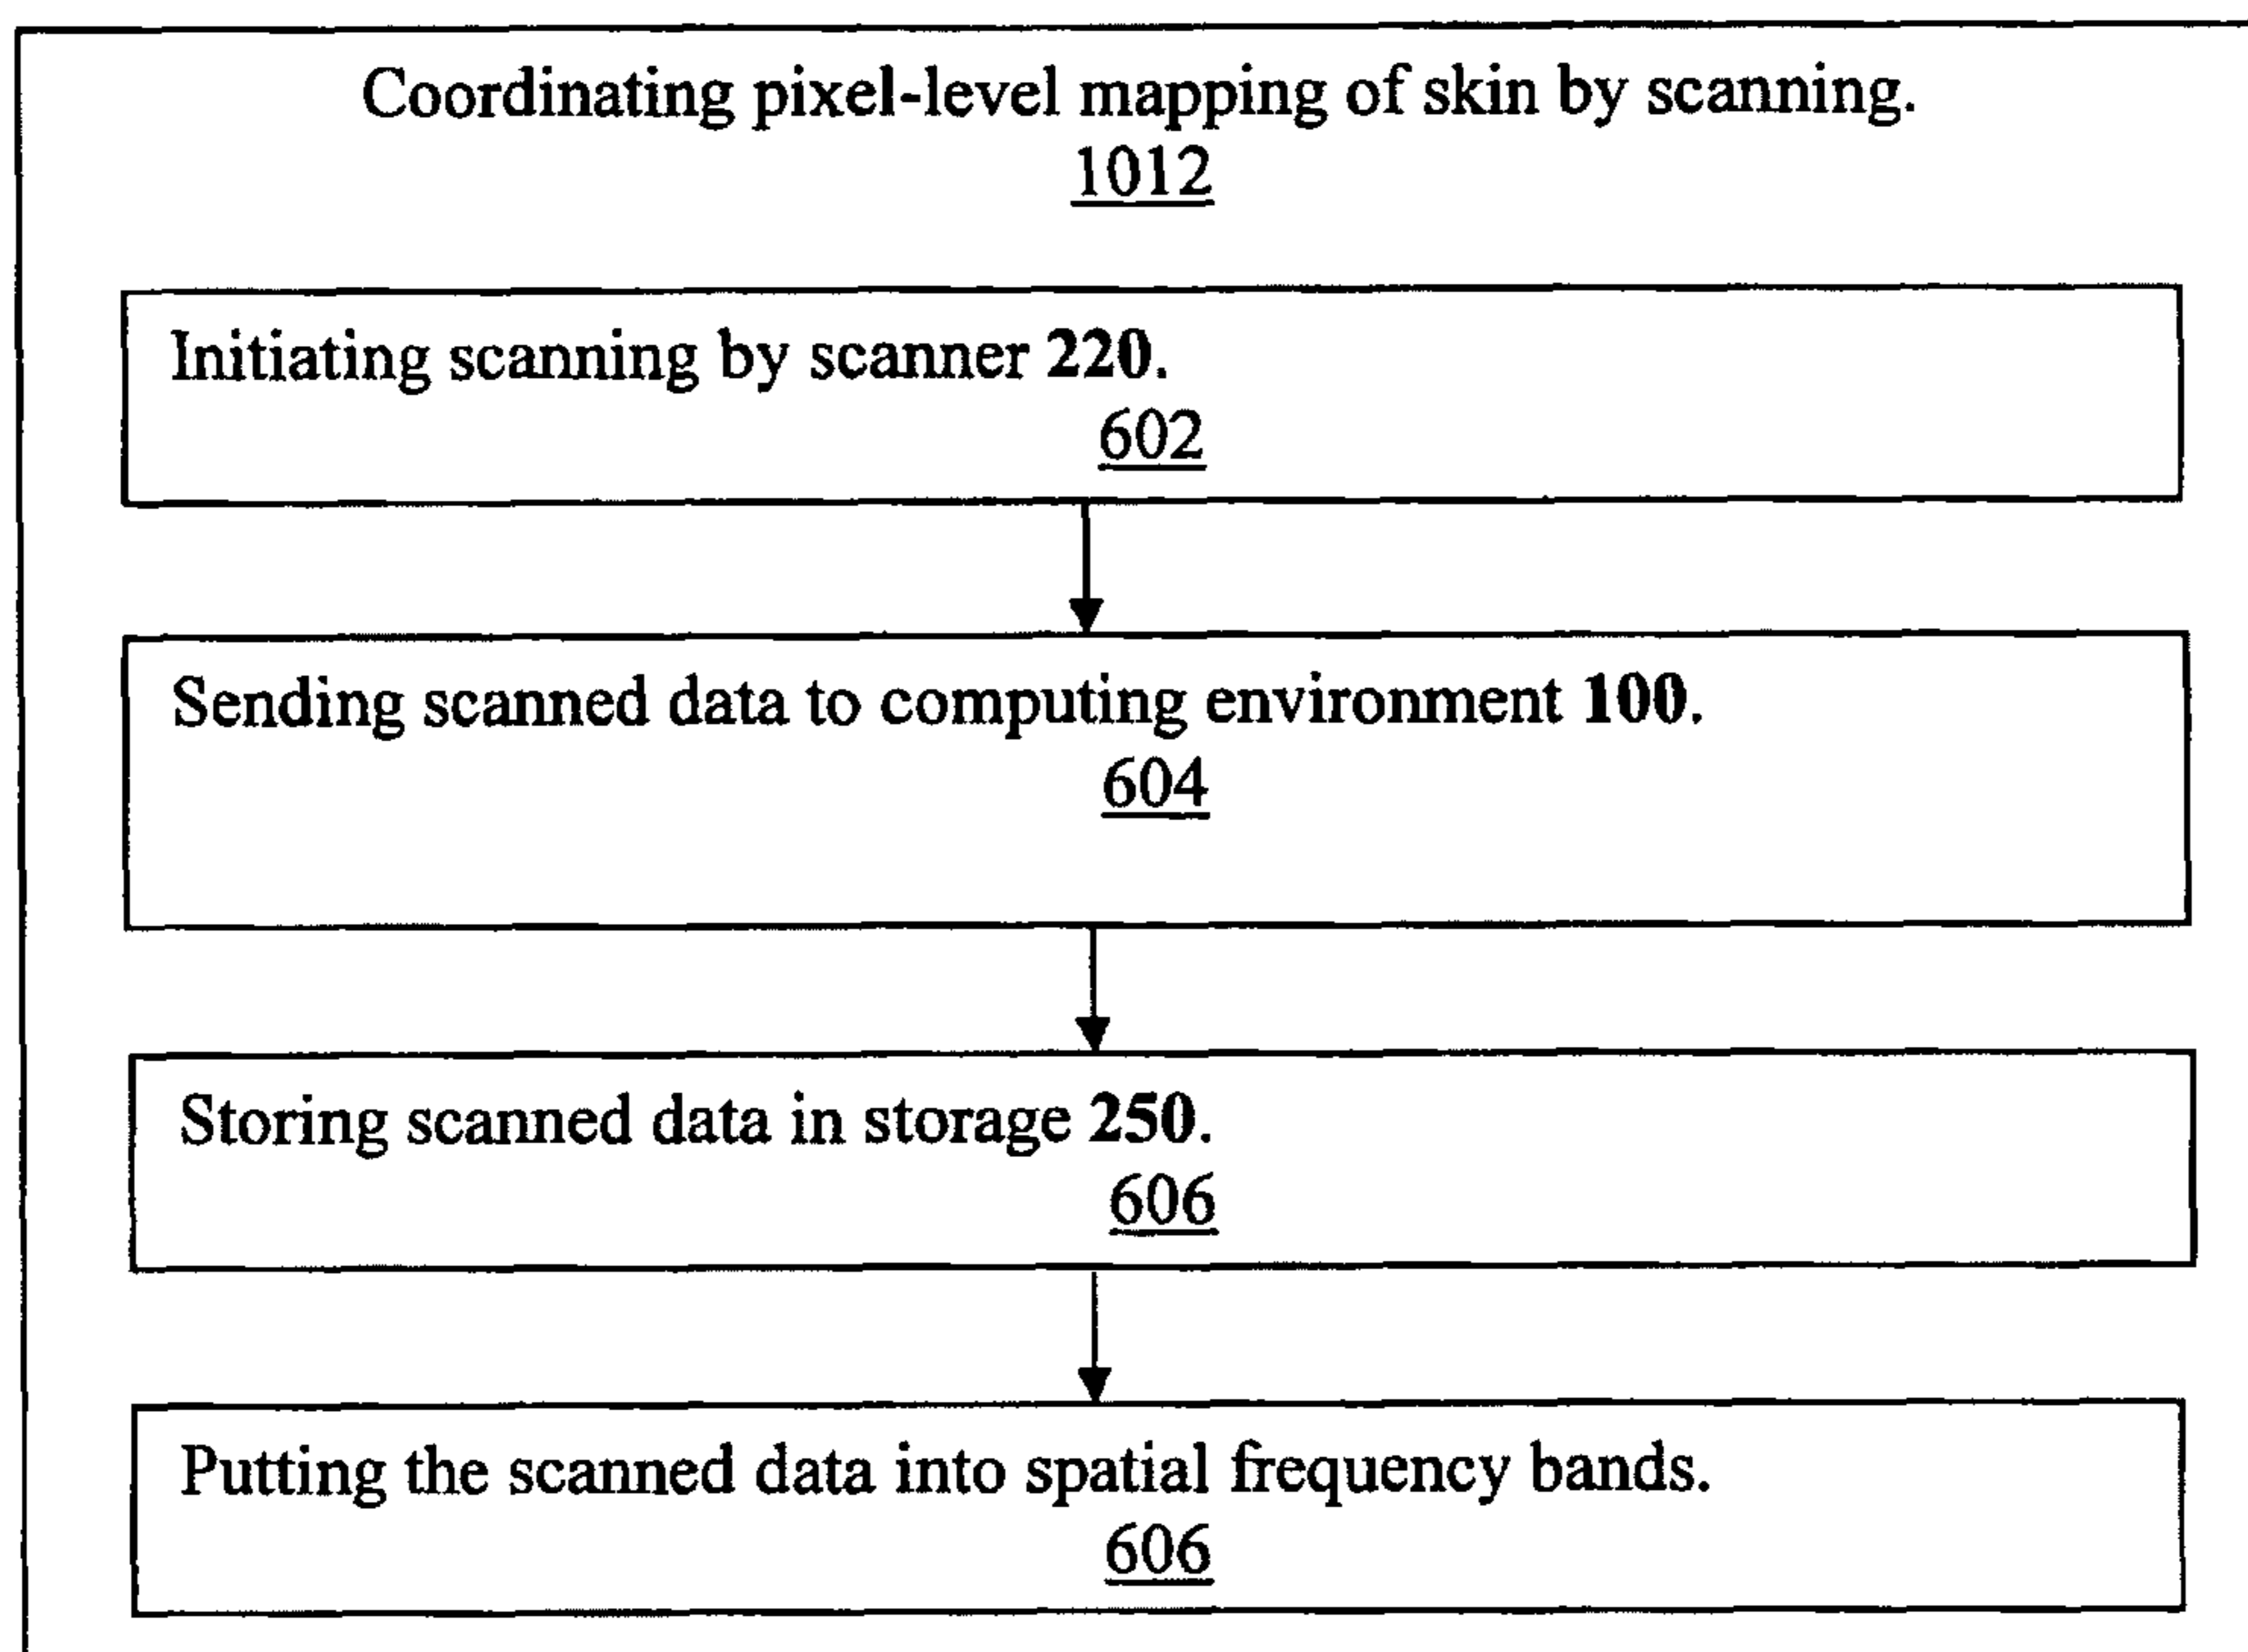 Coordinating pixel-level mapping of skin by scanning.
1012
Initiating scanning by scanner 220.
602
Sending scanned data to computing environment 100.
604
Storing scanned data in storage 250.
606
Putting the scanned data into spatial frequency bands.
606